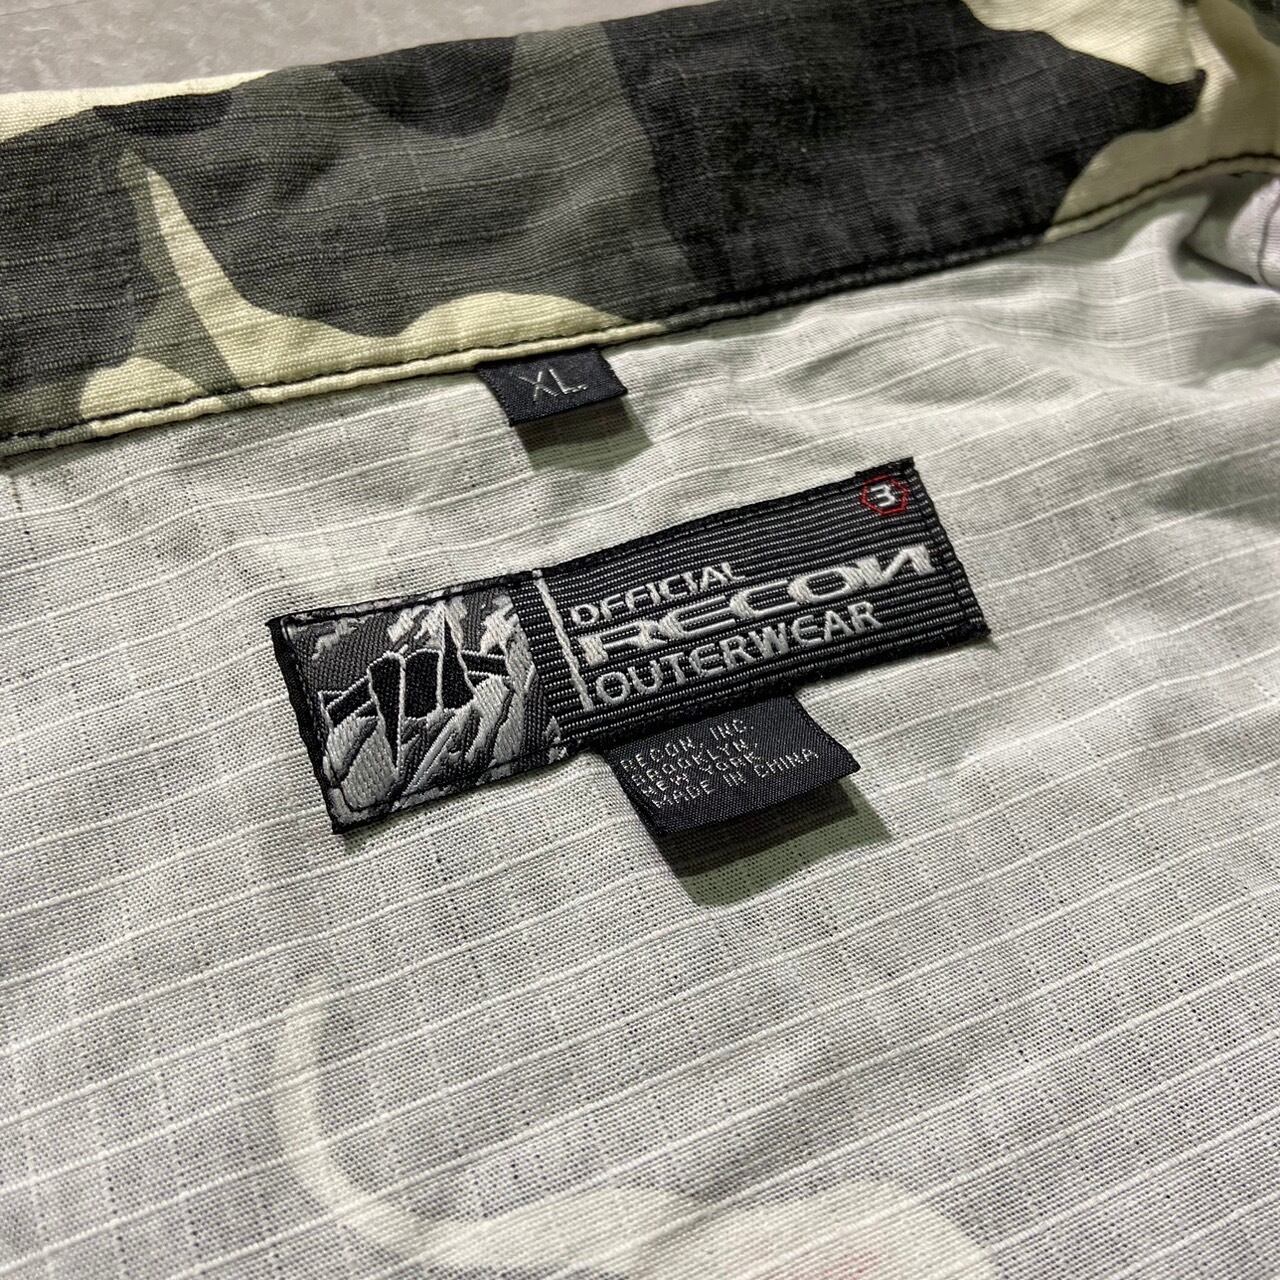 XL
3
OFFICIAL
RECON
OUTERWEAR
RECON INC.
BROOKLYN,
NEW YORK.
MADE IN CHINA